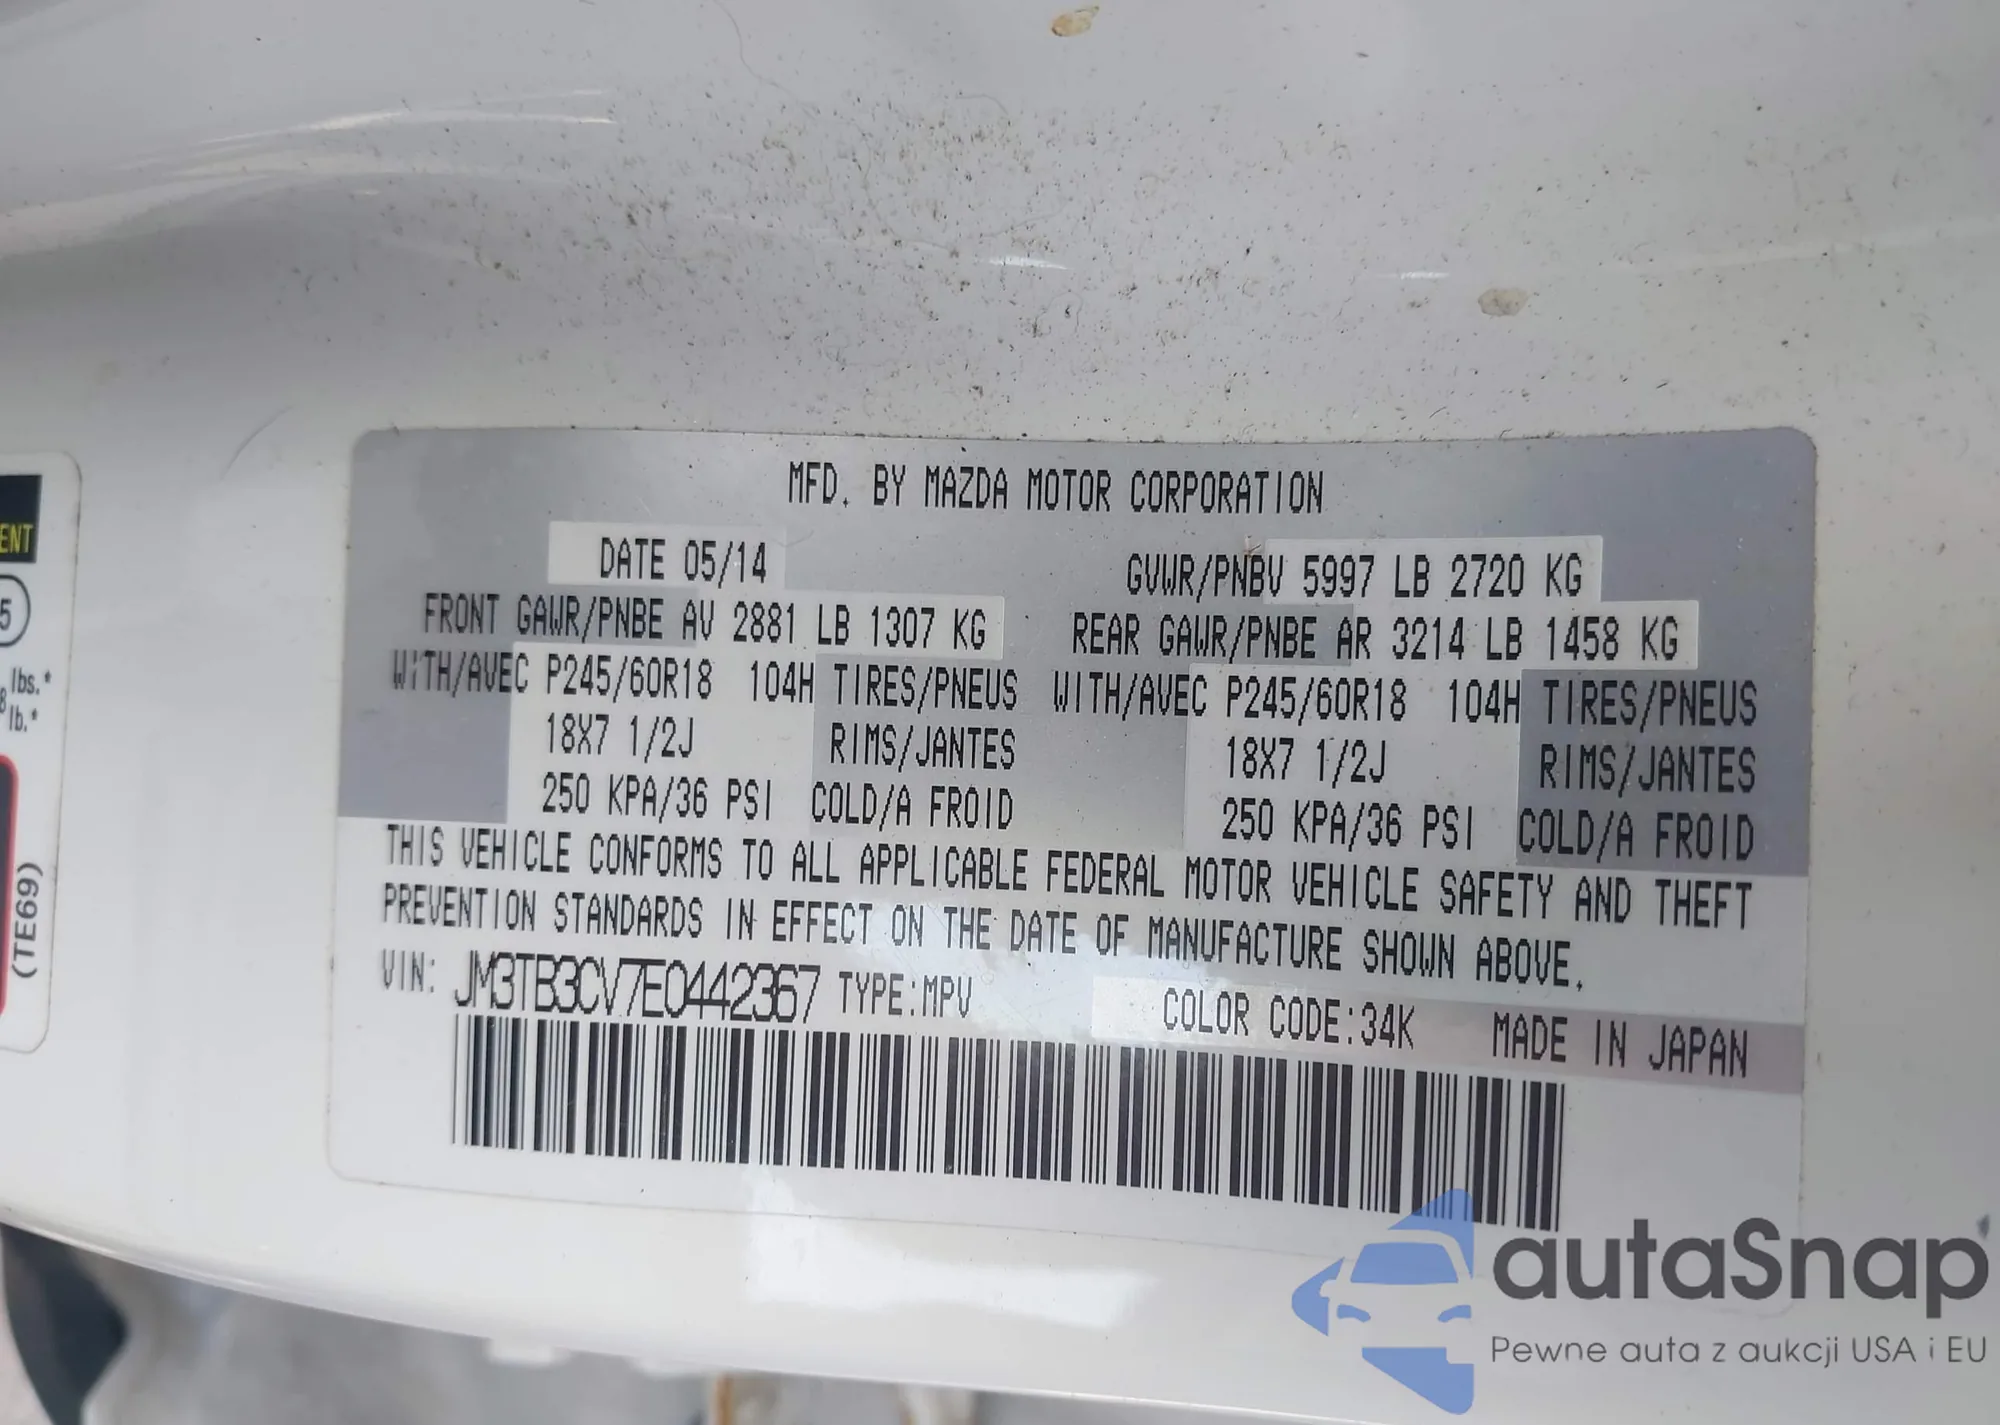 MFD. BY MAZDA MOTOR CORPORATION
DATE 05/14 GVWR/PNBV 5997 LB 2720 KG
FRONT GAWR/PNBE AV 2881 LB 1307 KG REAR GAWR/PNBE AR 3214 LB 1458 KG
WITH/AVEC P245/60R18 104H TIRES/PNEUS WITH/AVEC P245/60R18 104H TIRES/PNEUS
18X7 1/2J RIMS/JANTES 18X7 1/2J RIMS/JANTES
250 KPA/36 PSI COLD/A FROID 250 KPA/36 PSI COLD/A FROID
THIS VEHICLE CONFORMS TO ALL APPLICABLE FEDERAL MOTOR VEHICLE SAFETY AND THEFT
PREVENTION STANDARDS IN EFFECT ON THE DATE OF MANUFACTURE SHOWN ABOVE.
VIN: JM3TB3CV7E0442367 TYPE:MPV COLOR CODE:34K MADE IN JAPAN
ENT
5
lbs.*
8 lb.*
(TE69)
autaSnap
Pewne auta z aukcji USA i EU